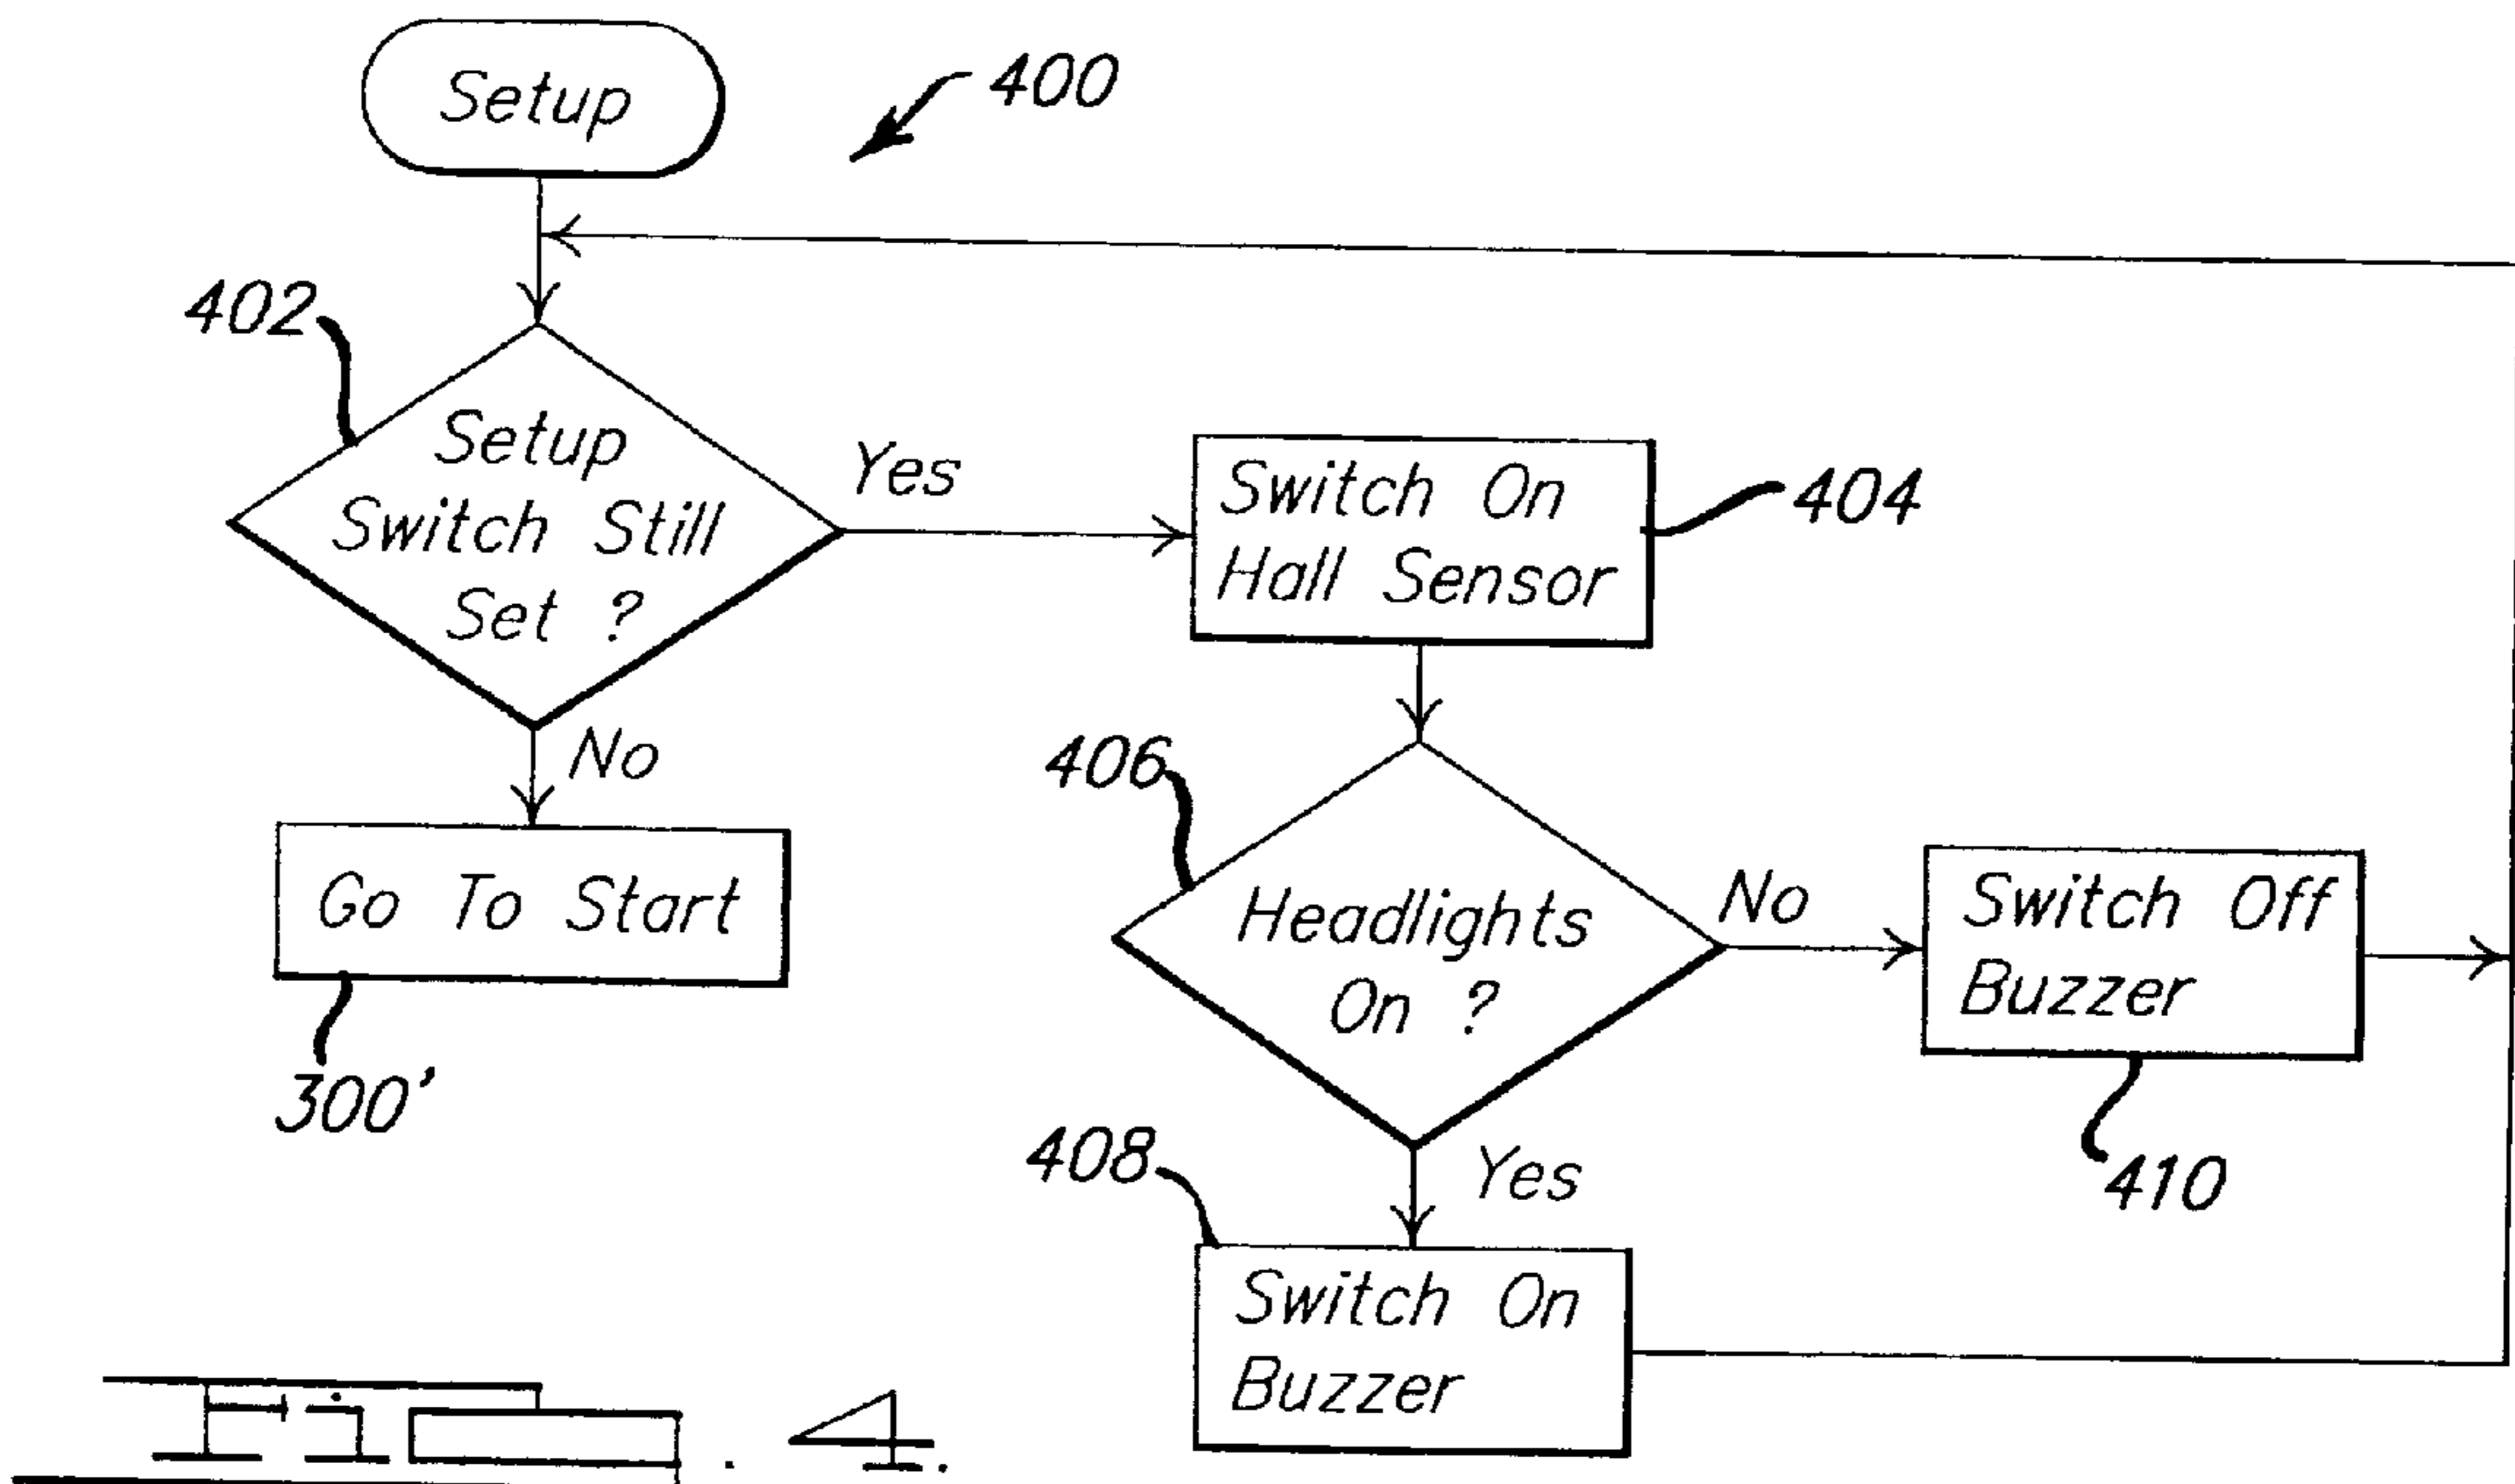 Setup
400
402
Setup
Switch Still
Set ?
Yes
Switch On
Hall Sensor
404
No
Go To Start
300'
406
Headlights
On ?
No
Switch Off
Buzzer
410
408
Yes
Switch On
Buzzer
Fig. 4.